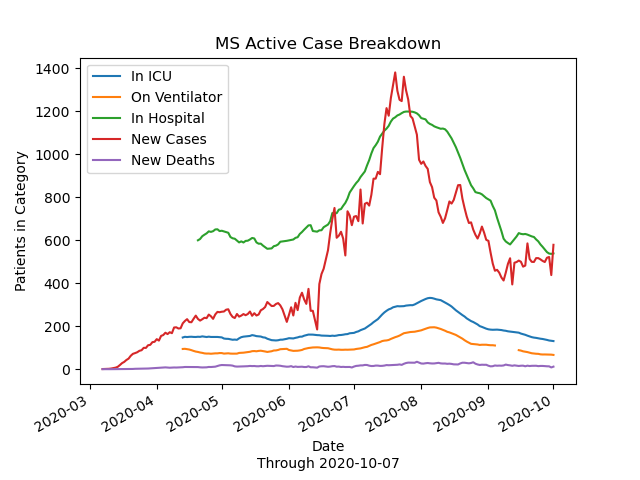 MS Active Case Breakdown
In ICU
On Ventilator
In Hospital
New Cases
New Deaths
1400
1200
1000
800
600
400
200
0
Patients in Category
2020-03
2020-04
2020-05
2020-06
2020-07
2020-08
2020-09
2020-10
Date
Through 2020-10-07